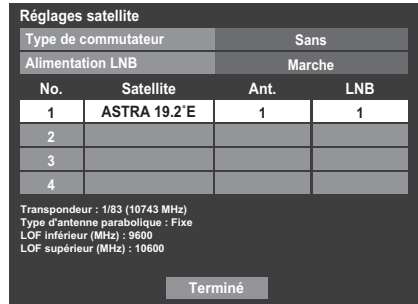 Réglages satellite
Type de commutateur Sans
Alimentation LNB Marche
No. Satellite Ant. LNB
1 ASTRA 19.2˚E 1 1
2
3
4
Transpondeur : 1/83 (10743 MHz)
Type d'antenne parabolique : Fixe
LOF inférieur (MHz) : 9600
LOF supérieur (MHz) : 10600
Terminé